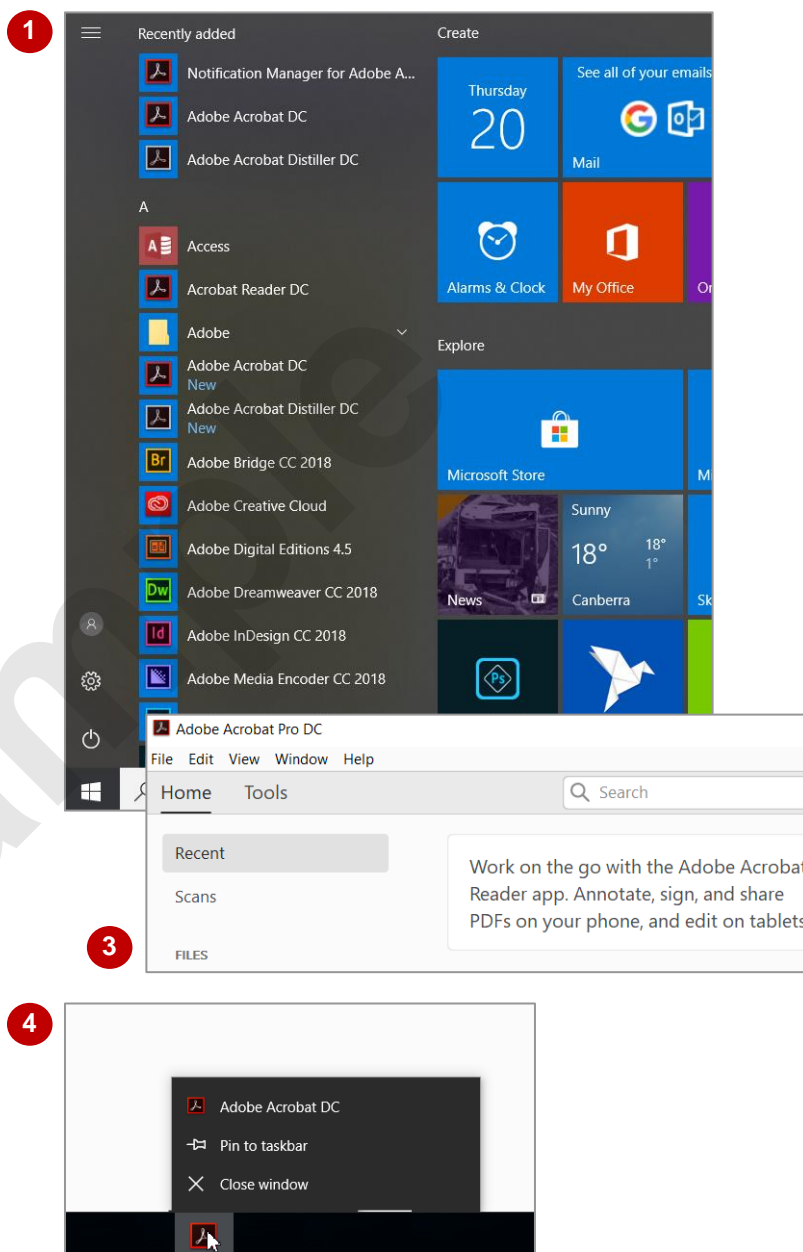 1
Recently added
Notification Manager for Adobe A...
Adobe Acrobat DC
Adobe Acrobat Distiller DC
A
Access
Acrobat Reader DC
Adobe
Adobe Acrobat DC
New
Adobe Acrobat Distiller DC
New
Adobe Bridge CC 2018
Adobe Creative Cloud
Adobe Digital Editions 4.5
Adobe Dreamweaver CC 2018
Adobe InDesign CC 2018
Adobe Media Encoder CC 2018
Create
Thursday
20
See all of your emails
Mail
Alarms & Clock
My Office
Explore
Microsoft Store
News
Sunny
18° 18°
1°
Canberra
3
Adobe Acrobat Pro DC
File Edit View Window Help
Home Tools
Search
Recent
Scans
FILES
Work on the go with the Adobe Acrobat
Reader app. Annotate, sign, and share
PDFs on your phone, and edit on tablets
4
Adobe Acrobat DC
Pin to taskbar
Close window